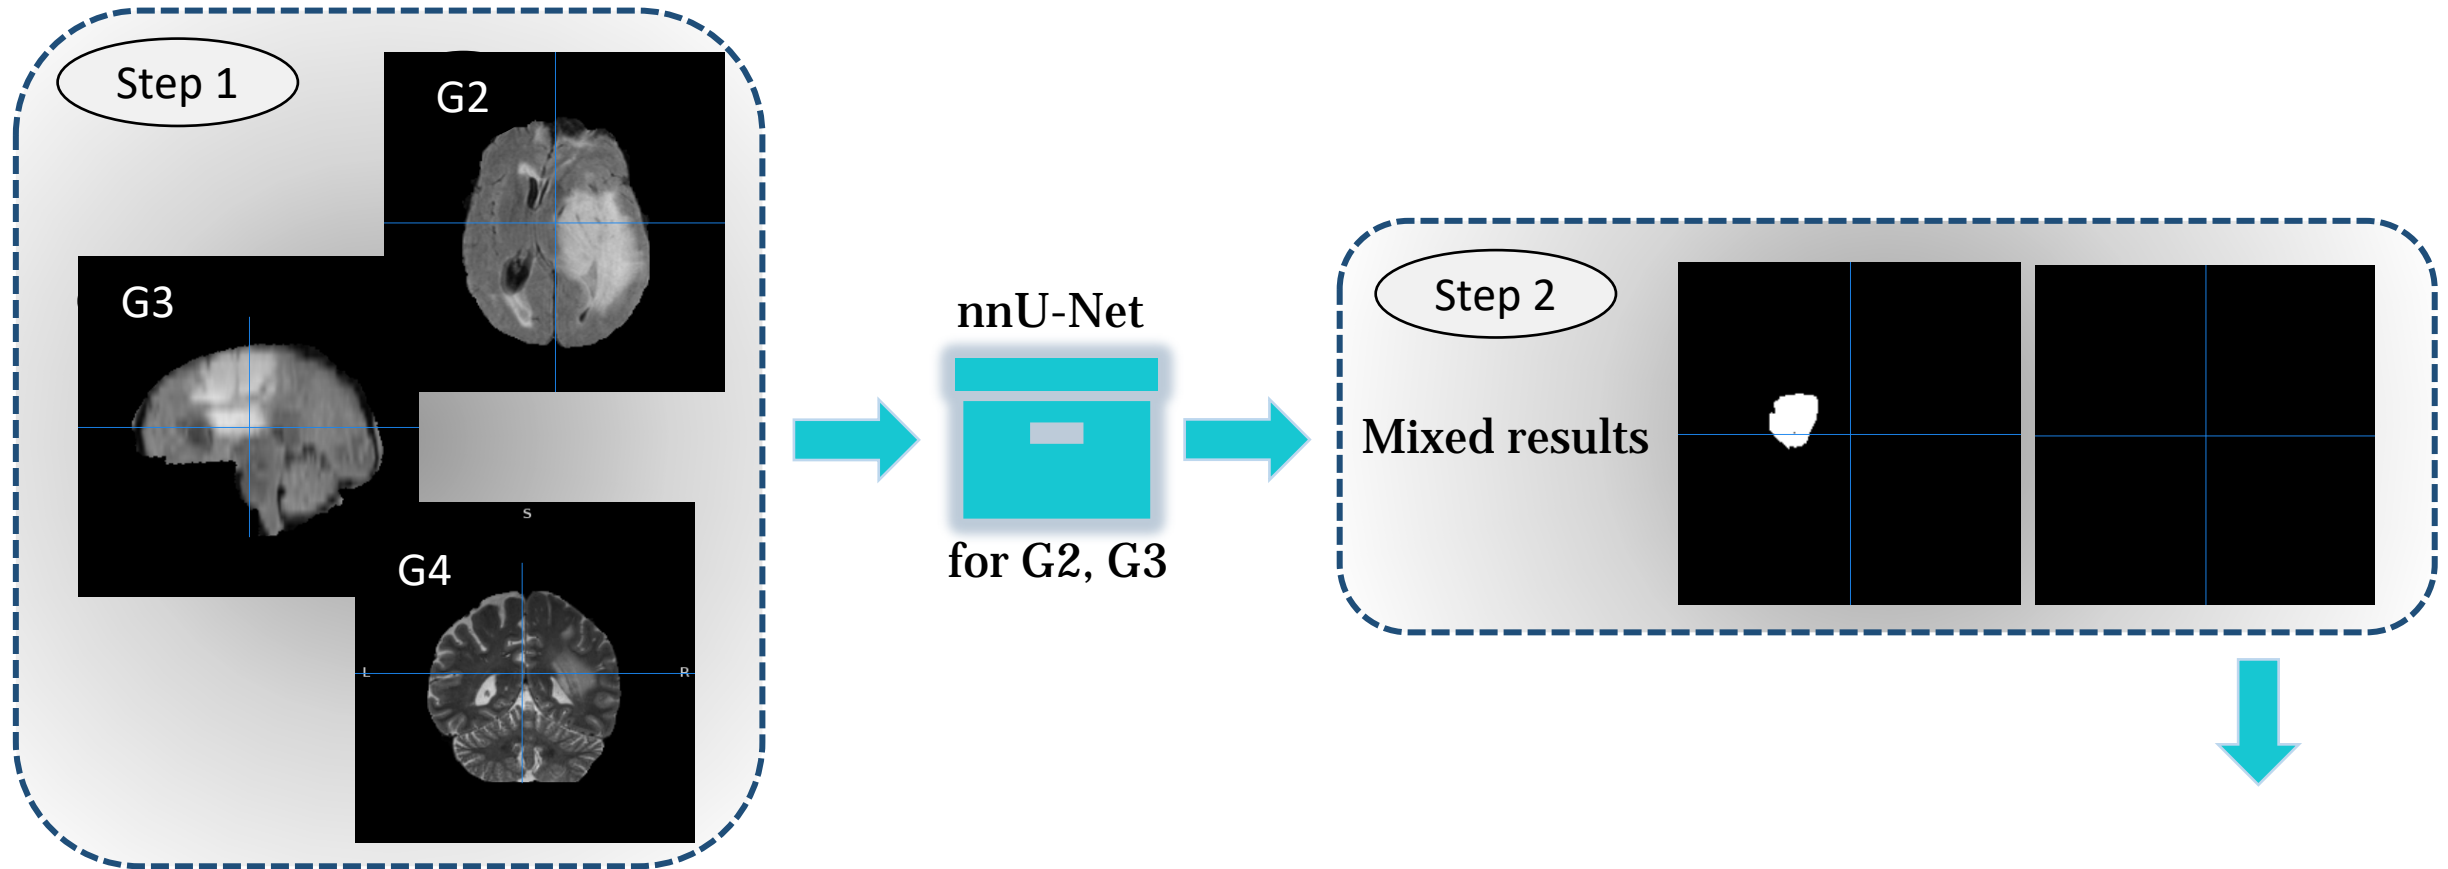 Step 1
G2
G3
G4
S
L
R
nnU-Net
for G2, G3
Step 2
Mixed results